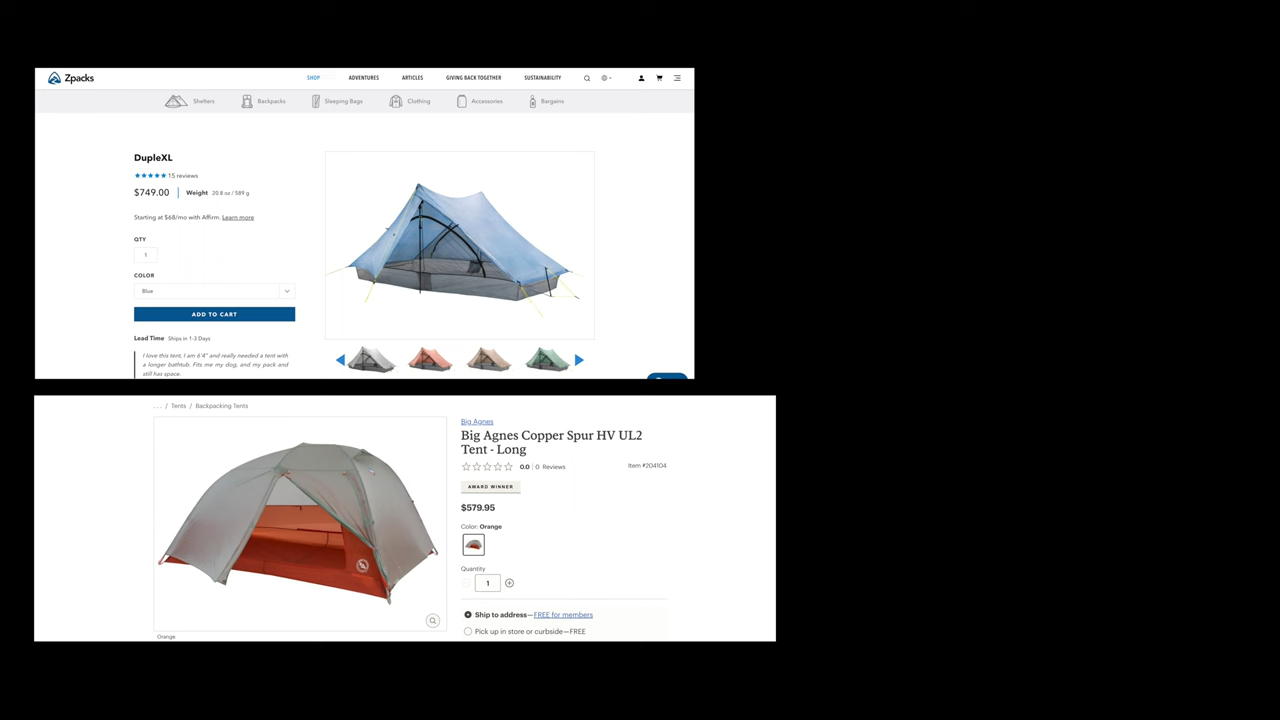 Zpacks
SHOP ADVENTURES ARTICLES GIVING BACK TOGETHER SUSTAINABILITY
Shelters Backpacks Sleeping Bags Clothing Accessories Bargains
DupleXL
15 reviews
$749.00 Weight 20.8 oz / 589 g
Starting at $68/mo with Affirm. Learn more
QTY
1
COLOR
Blue
ADD TO CART
Lead Time Ships in 1-3 Days
I love this tent, I am 6'4" and really needed a tent with
a longer bathtub. Fits me my dog, and my pack and
still has space.
... / Tents / Backpacking Tents
Big Agnes
Big Agnes Copper Spur HV UL2
Tent - Long
0.0 0 Reviews Item #204104
AWARD WINNER
$579.95
Color: Orange
Quantity
1
Ship to address—FREE for members
Pick up in store or curbside—FREE
Orange